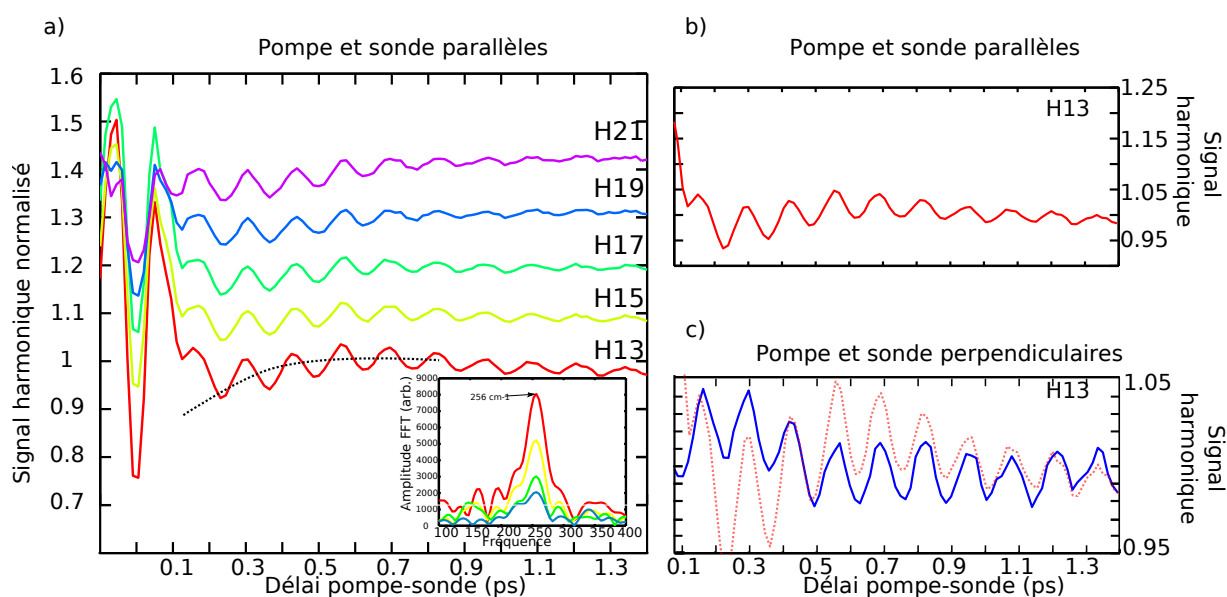 a)
Pompe et sonde parallèles
Signal harmonique normalisé
1.6
1.5
1.4
1.3
1.2
1.1
1
0.9
0.8
0.7
H21
H19
H17
H15
H13
0.1 0.3 0.5 0.7 0.9 1.1 1.3
Délai pompe-sonde (ps)
Amplitude FFT (arb.)
9000
8000
7000
6000
5000
4000
3000
2000
1000
0
256 cm-1
100 150 200 250 300 350 400
Fréquence
b)
Pompe et sonde parallèles
H13
1.25
1.15
1.05
0.95
Signal
harmonique
c)
Pompe et sonde perpendiculaires
H13
1.05
0.95
Signal
harmonique
0.1 0.3 0.5 0.7 0.9 1.1 1.3
Délai pompe-sonde (ps)